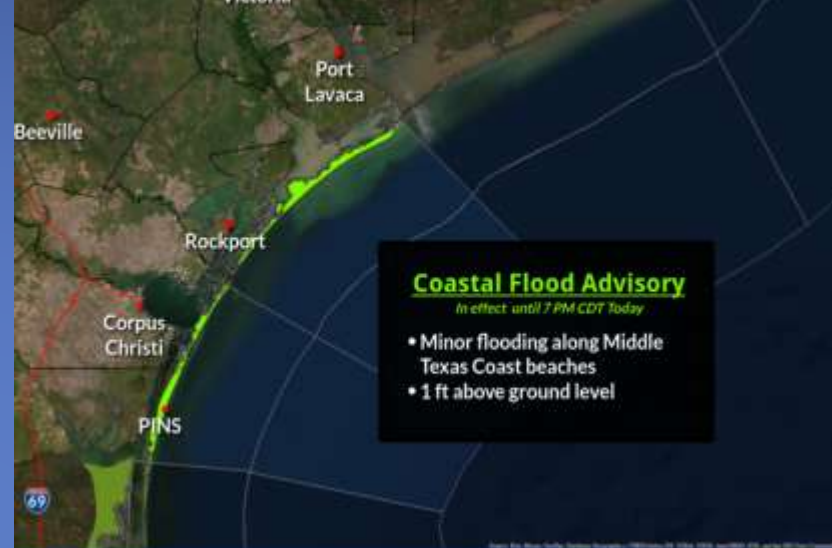 Victoria
Port
Lavaca
Beeville
Rockport
Corpus
Christi
PINS
69
Coastal Flood Advisory
In effect until 7 PM CDT Today
• Minor flooding along Middle
Texas Coast beaches
• 1 ft above ground level